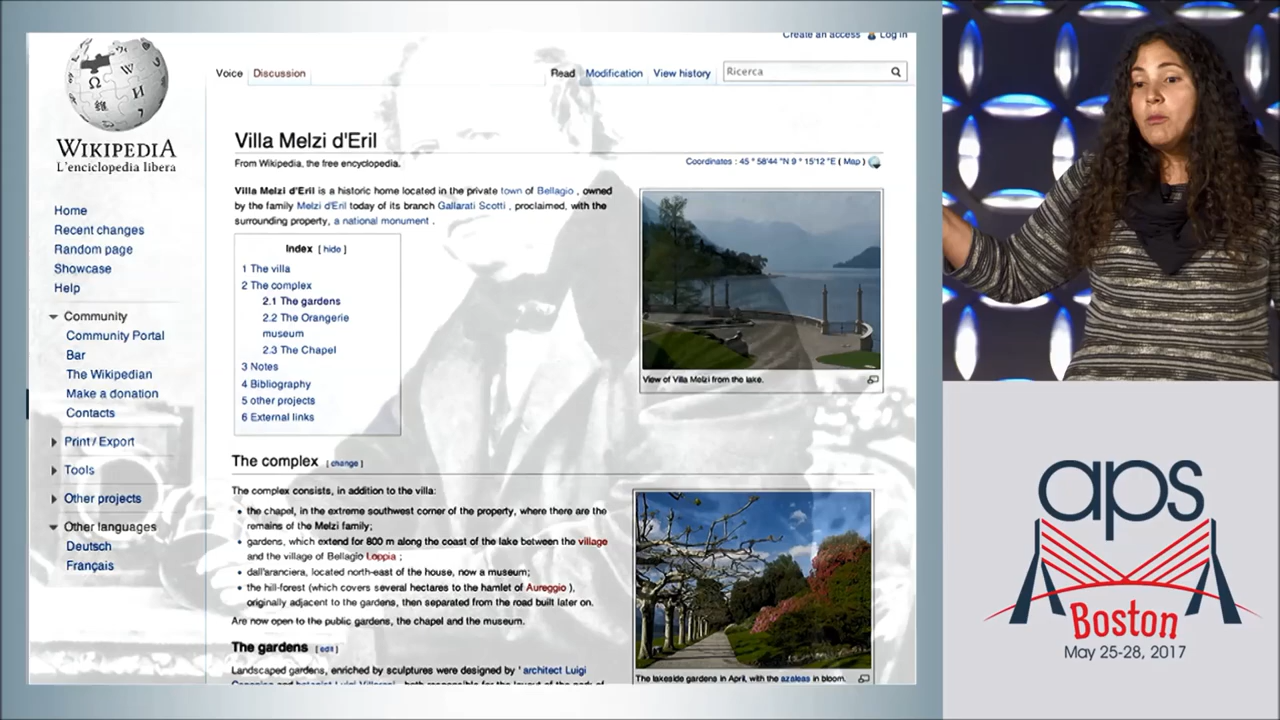 Create an access Log in
Voice Discussion Read Modification View history Ricerca
WIKIPEDIA
L'enciclopedia libera
Home
Recent changes
Random page
Showcase
Help
Community
Community Portal
Bar
The Wikipedian
Make a donation
Contacts
Print / Export
Tools
Other projects
Other languages
Deutsch
Français
Villa Melzi d'Eril
From Wikipedia, the free encyclopedia.
Coordinates : 45 ° 58'44 "N 9 ° 15'12 "E ( Map )
Villa Melzi d'Eril is a historic home located in the private town of Bellagio , owned
by the family Melzi d'Eril today of its branch Gallarati Scotti , proclaimed, with the
surrounding property, a national monument .
Index [ hide ]
1 The villa
2 The complex
2.1 The gardens
2.2 The Orangerie
museum
2.3 The Chapel
3 Notes
4 Bibliography
5 other projects
6 External links
View of Villa Melzi from the lake.
The complex [ change ]
The complex consists, in addition to the villa:
the chapel, in the extreme southwest corner of the property, where there are the
remains of the Melzi family;
gardens, which extend for 800 m along the coast of the lake between the village
and the village of Bellagio Loppia ;
dall'aranciera, located north-east of the house, now a museum;
the hill-forest (which covers several hectares to the hamlet of Aureggio ),
originally adjacent to the gardens, then separated from the road built later on.
Are now open to the public gardens, the chapel and the museum.
The gardens [ edit ]
Landscaped gardens, enriched by sculptures were designed by ' architect Luigi
The lakeside gardens in April, with the azaleas in bloom.
aps
Boston
May 25-28, 2017